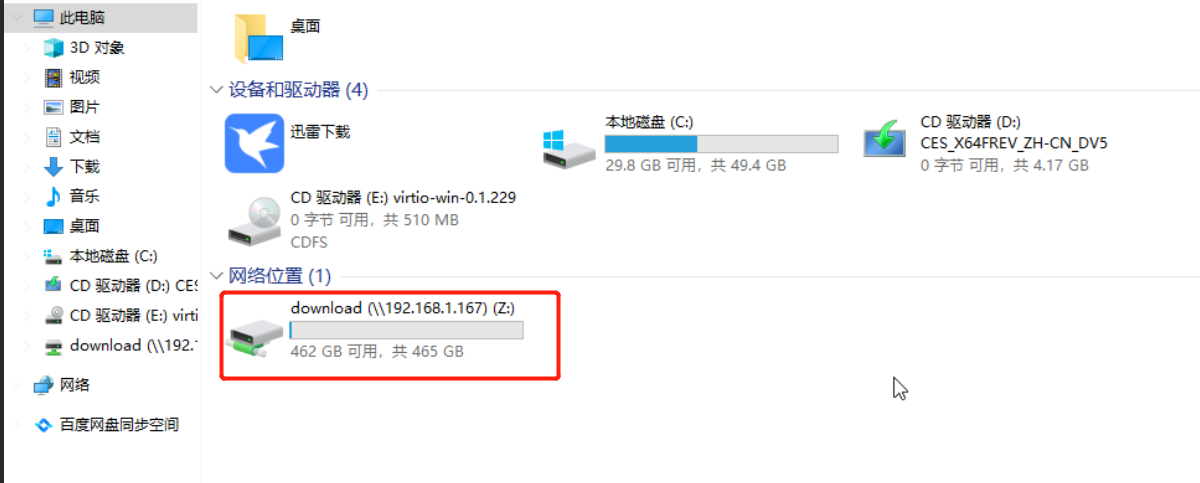 此电脑
3D 对象
视频
图片
文档
下载
音乐
桌面
本地磁盘 (C:)
CD 驱动器 (D:) CES
CD 驱动器 (E:) virti
download (\\192.1
网络
百度网盘同步空间
桌面
设备和驱动器 (4)
迅雷下载
本地磁盘 (C:)
29.8 GB 可用，共 49.4 GB
CD 驱动器 (D:)
CES_X64FREV_ZH-CN_DV5
0 字节 可用，共 4.17 GB
CD 驱动器 (E:) virtio-win-0.1.229
0 字节 可用，共 510 MB
CDFS
网络位置 (1)
download (\\192.168.1.167) (Z:)
462 GB 可用，共 465 GB